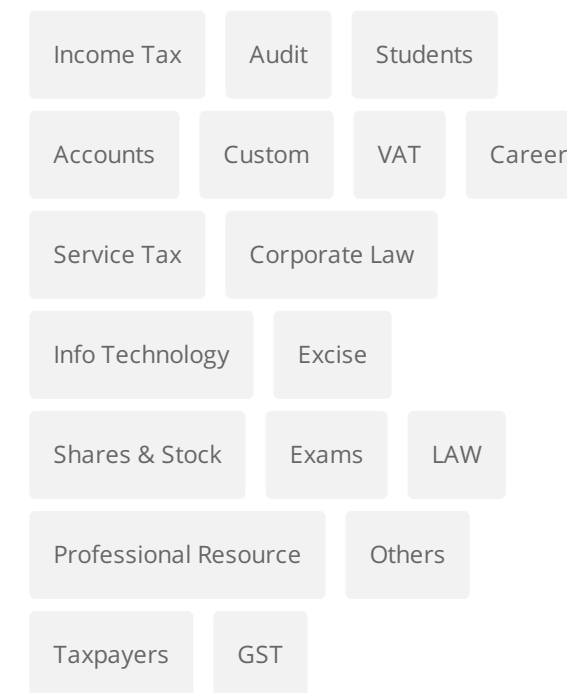 Income Tax Audit Students
Accounts Custom VAT Career
Service Tax Corporate Law
Info Technology Excise
Shares & Stock Exams LAW
Professional Resource Others
Taxpayers GST